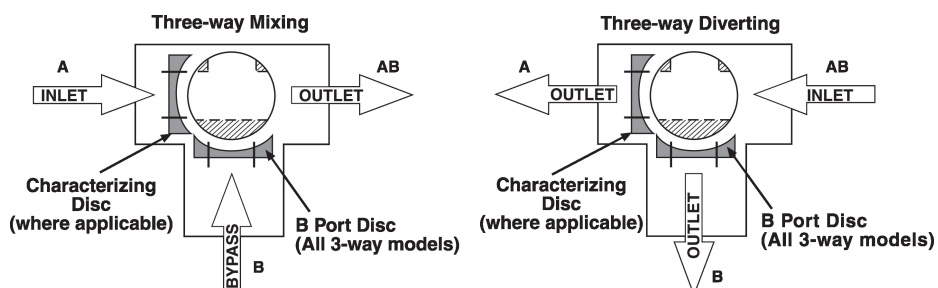 Three-way Mixing
A
INLET
AB
OUTLET
Characterizing
Disc
(where applicable)
BYPASS
B
B Port Disc
(All 3-way models)
Three-way Diverting
A
OUTLET
AB
INLET
Characterizing
Disc
(where applicable)
OUTLET
B
B Port Disc
(All 3-way models)